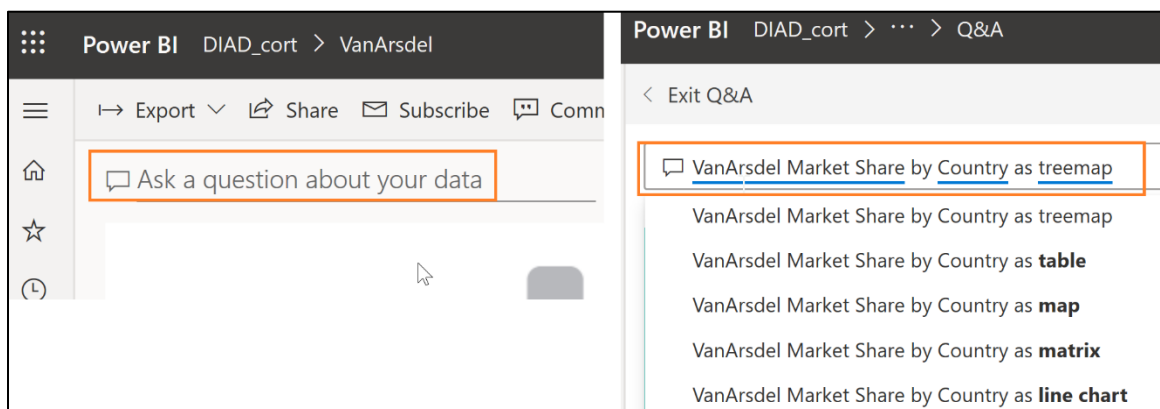 Power BI DIAD_cort > VanArsdel
Export Share Subscribe Comm
Ask a question about your data
Power BI DIAD_cort > ··· > Q&A
< Exit Q&A
VanArsdel Market Share by Country as treemap
VanArsdel Market Share by Country as treemap
VanArsdel Market Share by Country as table
VanArsdel Market Share by Country as map
VanArsdel Market Share by Country as matrix
VanArsdel Market Share by Country as line chart